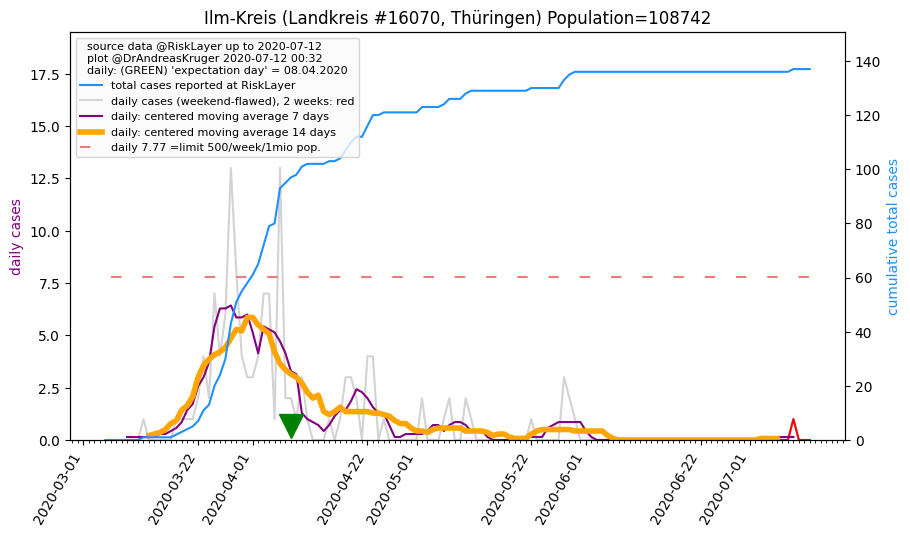 Ilm-Kreis (Landkreis #16070, Thüringen) Population=108742
source data @RiskLayer up to 2020-07-12
plot @DrAndreasKruger 2020-07-12 00:32
daily: (GREEN) 'expectation day' = 08.04.2020
total cases reported at RiskLayer
daily cases (weekend-flawed), 2 weeks: red
daily: centered moving average 7 days
daily: centered moving average 14 days
daily 7.77 =limit 500/week/1mio pop.
daily cases
17.5
15.0
12.5
10.0
7.5
5.0
2.5
0.0
140
120
100
80
60
40
20
0
cumulative total cases
2020-03-01
2020-03-22
2020-04-01
2020-04-22
2020-05-01
2020-05-22
2020-06-01
2020-06-22
2020-07-01